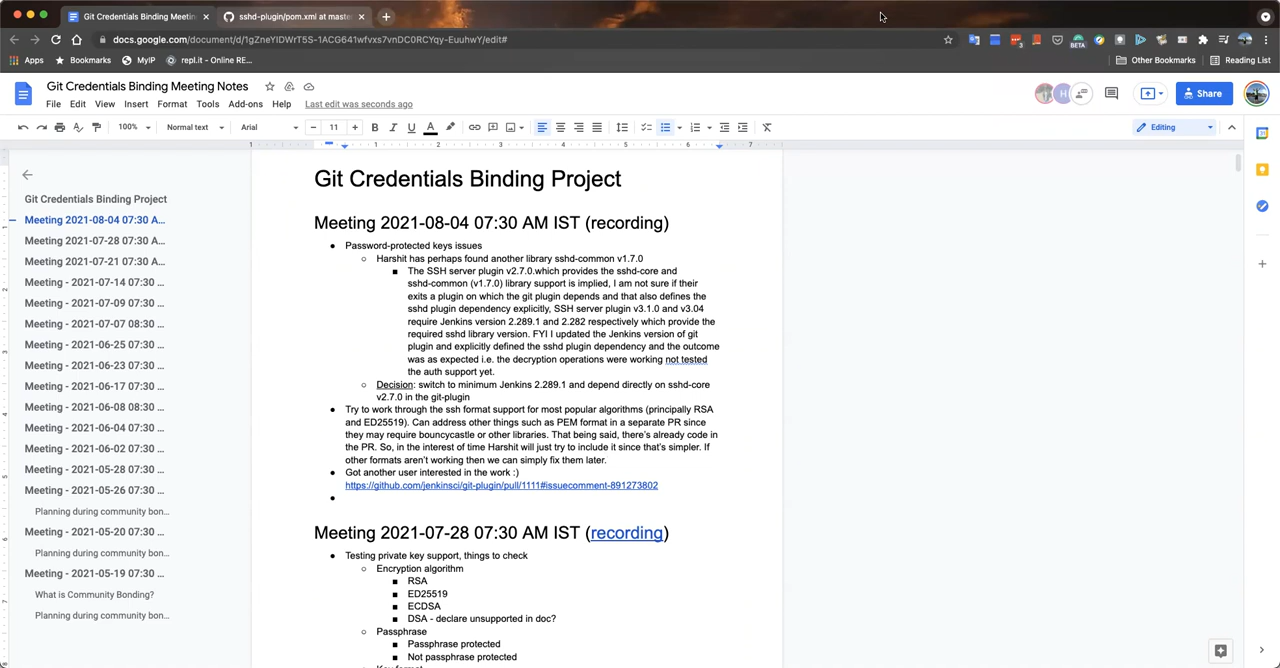 Git Credentials Binding Meetin
sshd-plugin/pom.xml at maste
docs.google.com/document/d/1gZneYIDWrT5S-1ACG641wfvxs7vnDC0RCYqy-EuuhwY/edit#
3
BETA
Apps
Bookmarks
MyIP
repl.it - Online RE...
Other Bookmarks
Reading List
Git Credentials Binding Meeting Notes
File Edit View Insert Format Tools Add-ons Help Last edit was seconds ago
H
Share
100% Normal text Arial 11 B I U A
Editing
1 1 2 3 4 5 6 7
Git Credentials Binding Project
Meeting 2021-08-04 07:30 A...
Meeting 2021-07-28 07:30 A...
Meeting 2021-07-21 07:30 A...
Meeting - 2021-07-14 07:30 ...
Meeting - 2021-07-09 07:30 ...
Meeting - 2021-07-07 08:30 ...
Meeting - 2021-06-25 07:30 ...
Meeting - 2021-06-23 07:30 ...
Meeting - 2021-06-17 07:30 ...
Meeting - 2021-06-08 08:30 ...
Meeting - 2021-06-04 07:30 ...
Meeting - 2021-06-02 07:30 ...
Meeting - 2021-05-28 07:30 ...
Meeting - 2021-05-26 07:30 ...
Planning during community bon...
Meeting - 2021-05-20 07:30 ...
Planning during community bon...
Meeting - 2021-05-19 07:30 ...
What is Community Bonding?
Planning during community bon...
Git Credentials Binding Project
Meeting 2021-08-04 07:30 AM IST (recording)
Password-protected keys issues
Harshit has perhaps found another library sshd-common v1.7.0
The SSH server plugin v2.7.0.which provides the sshd-core and
sshd-common (v1.7.0) library support is implied, I am not sure if their
exits a plugin on which the git plugin depends and that also defines the
sshd plugin dependency explicitly, SSH server plugin v3.1.0 and v3.04
require Jenkins version 2.289.1 and 2.282 respectively which provide the
required sshd library version. FYI I updated the Jenkins version of git
plugin and explicitly defined the sshd plugin dependency and the outcome
was as expected i.e. the decryption operations were working not tested
the auth support yet.
Decision: switch to minimum Jenkins 2.289.1 and depend directly on sshd-core
v2.7.0 in the git-plugin
Try to work through the ssh format support for most popular algorithms (principally RSA
and ED25519). Can address other things such as PEM format in a separate PR since
they may require bouncycastle or other libraries. That being said, there's already code in
the PR. So, in the interest of time Harshit will just try to include it since that's simpler. If
other formats aren't working then we can simply fix them later.
Got another user interested in the work :)
https://github.com/jenkinsci/git-plugin/pull/1111#issuecomment-891273802
Meeting 2021-07-28 07:30 AM IST (recording)
Testing private key support, things to check
Encryption algorithm
RSA
ED25519
ECDSA
DSA - declare unsupported in doc?
Passphrase
Passphrase protected
Not passphrase protected